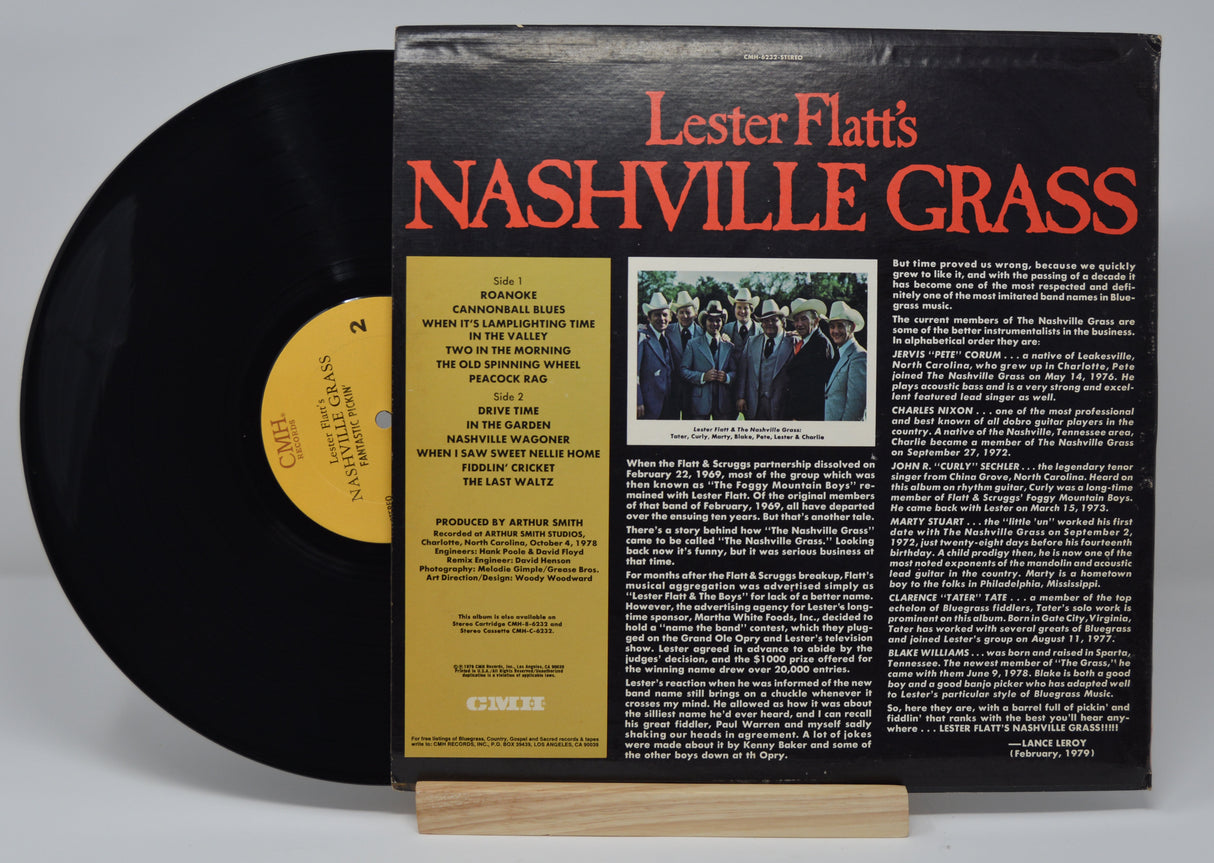 CMH-6232-STEREO
Lester Flatt's
NASHVILLE GRASS
Side 1
ROANOKE
CANNONBALL BLUES
WHEN IT'S LAMPLIGHTING TIME
IN THE VALLEY
TWO IN THE MORNING
THE OLD SPINNING WHEEL
PEACOCK RAG
Side 2
DRIVE TIME
IN THE GARDEN
NASHVILLE WAGONER
WHEN I SAW SWEET NELLIE HOME
FIDDLIN' CRICKET
THE LAST WALTZ
PRODUCED BY ARTHUR SMITH
Recorded at ARTHUR SMITH STUDIOS,
Charlotte, North Carolina, October 4, 1978
Engineers: Hank Poole & David Floyd
Remix Engineer: David Henson
Photography: Melodie Gimple/Grease Bros.
Art Direction/Design: Woody Woodward
This album is also available on
Stereo Cartridge CMH-8-6232 and
Stereo Cassette CMH-C-6232.
©℗ 1979 CMH Records, Inc., Los Angeles, CA 90039
Printed in U.S.A./All Rights Reserved/Unauthorized
duplication is a violation of applicable laws.
CMH
For free listings of Bluegrass, Country, Gospel and Sacred records & tapes
write to: CMH RECORDS, INC., P.O. BOX 39439, LOS ANGELES, CA 90039
Lester Flatt & The Nashville Grass:
Tater, Curly, Marty, Blake, Pete, Lester & Charlie
When the Flatt & Scruggs partnership dissolved on
February 22, 1969, most of the group which was
then known as "The Foggy Mountain Boys" re-
mained with Lester Flatt. Of the original members
of that band of February, 1969, all have departed
over the ensuing ten years. But that's another tale.
There's a story behind how "The Nashville Grass"
came to be called "The Nashville Grass." Looking
back now it's funny, but it was serious business at
that time.
For months after the Flatt & Scruggs breakup, Flatt's
musical aggregation was advertised simply as
"Lester Flatt & The Boys" for lack of a better name.
However, the advertising agency for Lester's long-
time sponsor, Martha White Foods, Inc., decided to
hold a "name the band" contest, which they plug-
ged on the Grand Ole Opry and Lester's television
show. Lester agreed in advance to abide by the
judges' decision, and the $1000 prize offered for
the winning name drew over 20,000 entries.
Lester's reaction when he was informed of the new
band name still brings on a chuckle whenever it
crosses my mind. He allowed as how it was about
the silliest name he'd ever heard, and I can recall
his great fiddler, Paul Warren and myself sadly
shaking our heads in agreement. A lot of jokes
were made about it by Kenny Baker and some of
the other boys down at th Opry.
But time proved us wrong, because we quickly
grew to like it, and with the passing of a decade it
has become one of the most respected and defi-
nitely one of the most imitated band names in Blue-
grass music.
The current members of The Nashville Grass are
some of the better instrumentalists in the business.
In alphabetical order they are:
JERVIS "PETE" CORUM . . . a native of Leakesville,
North Carolina, who grew up in Charlotte, Pete
joined The Nashville Grass on May 14, 1976. He
plays acoustic bass and is a very strong and excel-
lent featured lead singer as well.
CHARLES NIXON . . . one of the most professional
and best known of all dobro guitar players in the
country. A native of the Nashville, Tennessee area,
Charlie became a member of The Nashville Grass
on September 27, 1972.
JOHN R. "CURLY" SECHLER . . . the legendary tenor
singer from China Grove, North Carolina. Heard on
this album on rhythm guitar, Curly was a long-time
member of Flatt & Scruggs' Foggy Mountain Boys.
He came back with Lester on March 15, 1973.
MARTY STUART . . . the "little 'un" worked his first
date with The Nashville Grass on September 2,
1972, just twenty-eight days before his fourteenth
birthday. A child prodigy then, he is now one of the
most noted exponents of the mandolin and acoustic
lead guitar in the country. Marty is a hometown
boy to the folks in Philadelphia, Mississippi.
CLARENCE "TATER" TATE . . . a member of the top
echelon of Bluegrass fiddlers, Tater's solo work is
prominent on this album. Born in Gate City, Virginia,
Tater has worked with several greats of Bluegrass
and joined Lester's group on August 11, 1977.
BLAKE WILLIAMS . . . was born and raised in Sparta,
Tennessee. The newest member of "The Grass," he
came with them June 9, 1978. Blake is both a good
boy and a good banjo picker who has adapted well
to Lester's particular style of Bluegrass Music.
So, here they are, with a barrel full of pickin' and
fiddlin' that ranks with the best you'll hear any-
where . . . LESTER FLATT'S NASHVILLE GRASS!!!!!
—LANCE LEROY
(February, 1979)
2
CMH®
RECORDS
Lester Flatt's
NASHVILLE GRASS
FANTASTIC PICKIN'
STEREO